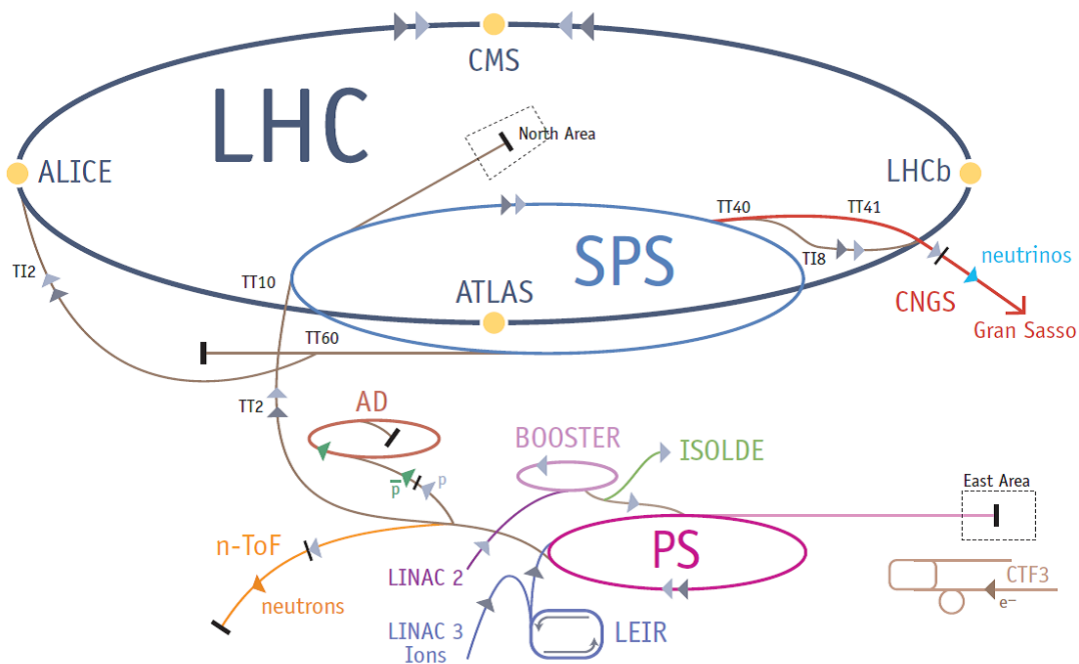 CMS
LHC
North Area
ALICE
LHCb
TT40
TT41
SPS
TI8
neutrinos
TI2
TT10
ATLAS
CNGS
Gran Sasso
TT60
TT2
AD
BOOSTER
ISOLDE
p
p̅
East Area
n-ToF
PS
LINAC 2
CTF3
neutrons
e⁻
LINAC 3
Ions
LEIR